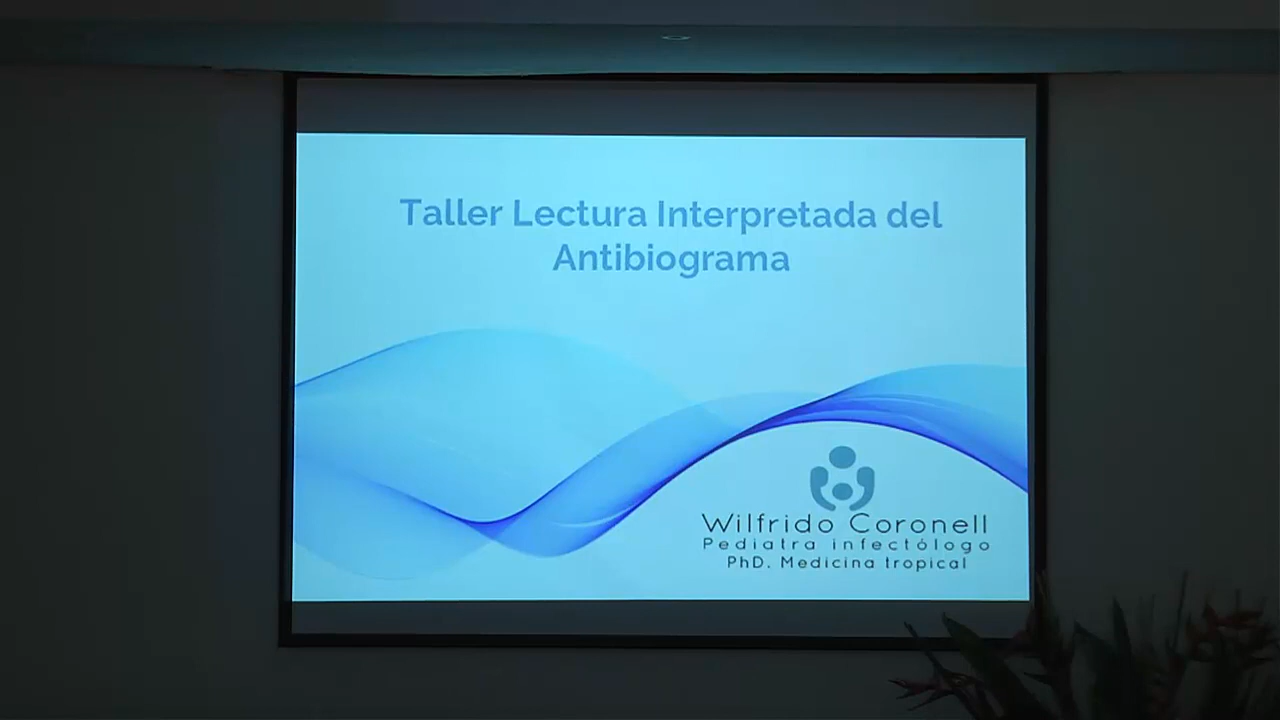 Taller Lectura Interpretada del
Antibiograma
Wilfrido Coronell
Pediatra infectólogo
PhD. Medicina tropical